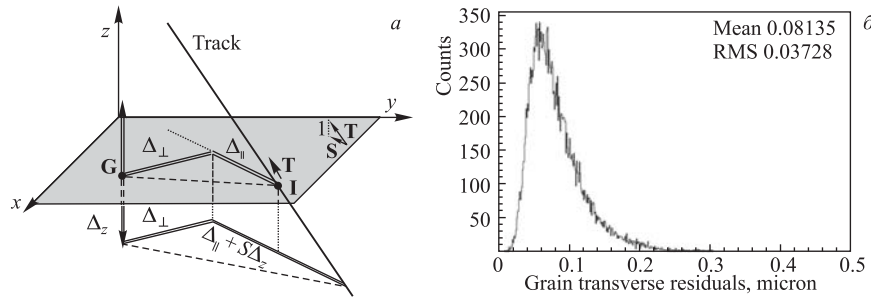 z
Track
a
y
1
T
S
Δ⊥
Δ∥
G
T
I
x
Δz
Δ⊥
Δ∥ + SΔz
б
Mean 0.08135
RMS 0.03728
Counts
350
300
250
200
150
100
50
0
0.1
0.2
0.3
0.4
0.5
Grain transverse residuals, micron